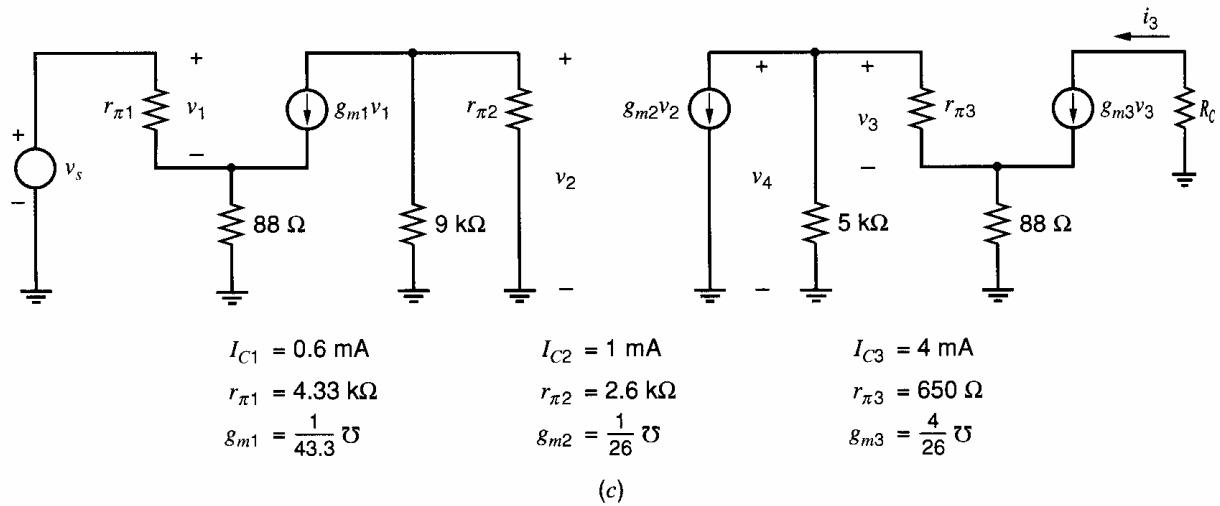 i3
+ + + + +
rπ1 v1 gm1v1 rπ2 gm2v2 rπ3 gm3v3 RC
+ v3
− vs − v2 v4 −
88 Ω 9 kΩ 5 kΩ 88 Ω
− −
IC1 = 0.6 mA IC2 = 1 mA IC3 = 4 mA
rπ1 = 4.33 kΩ rπ2 = 2.6 kΩ rπ3 = 650 Ω
gm1 = 1/43.3 ℧ gm2 = 1/26 ℧ gm3 = 4/26 ℧
(c)